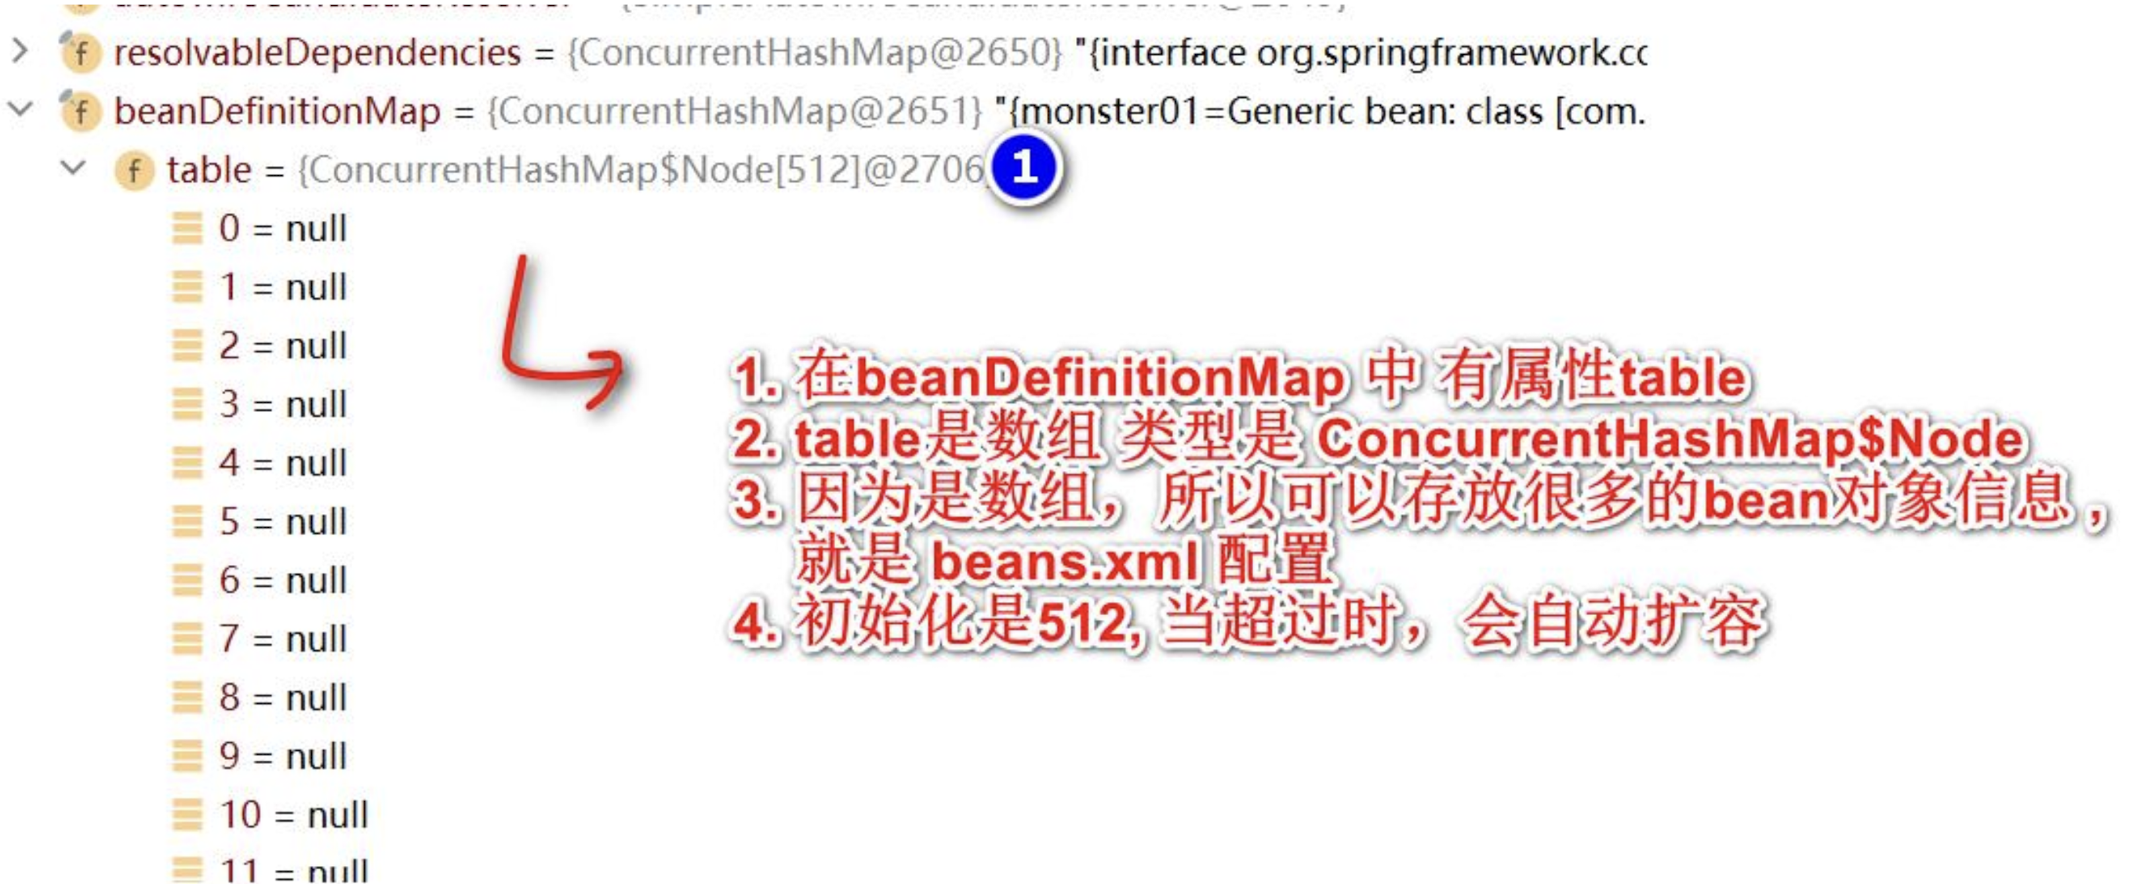 resolvableDependencies = {ConcurrentHashMap@2650} "{interface org.springframework.cc
beanDefinitionMap = {ConcurrentHashMap@2651} "{monster01=Generic bean: class [com.
table = {ConcurrentHashMap$Node[512]@2706
1
0 = null
1 = null
2 = null
3 = null
4 = null
5 = null
6 = null
7 = null
8 = null
9 = null
10 = null
11 = null
1. 在beanDefinitionMap 中 有属性table
2. table是数组 类型是 ConcurrentHashMap$Node
3. 因为是数组，所以可以存放很多的bean对象信息，
就是 beans.xml 配置
4. 初始化是512, 当超过时，会自动扩容